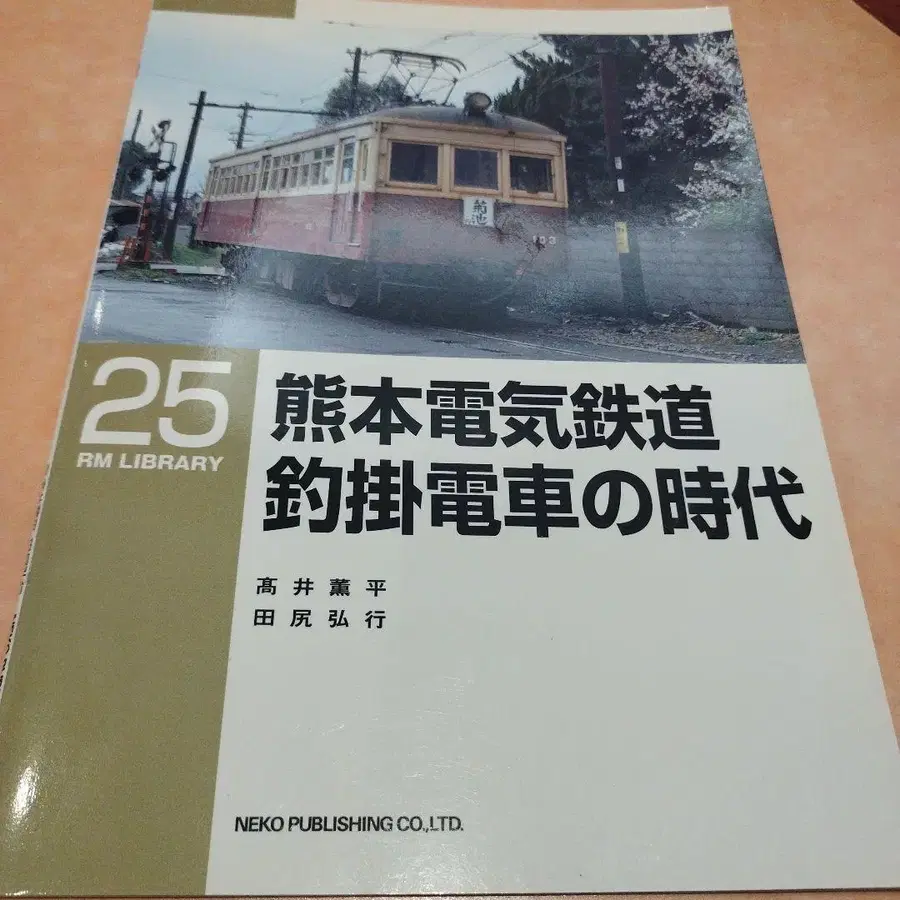 菊池
103
25
RM LIBRARY
熊本電気鉄道
釣掛電車の時代
髙井薫平
田尻弘行
NEKO PUBLISHING CO.,LTD.